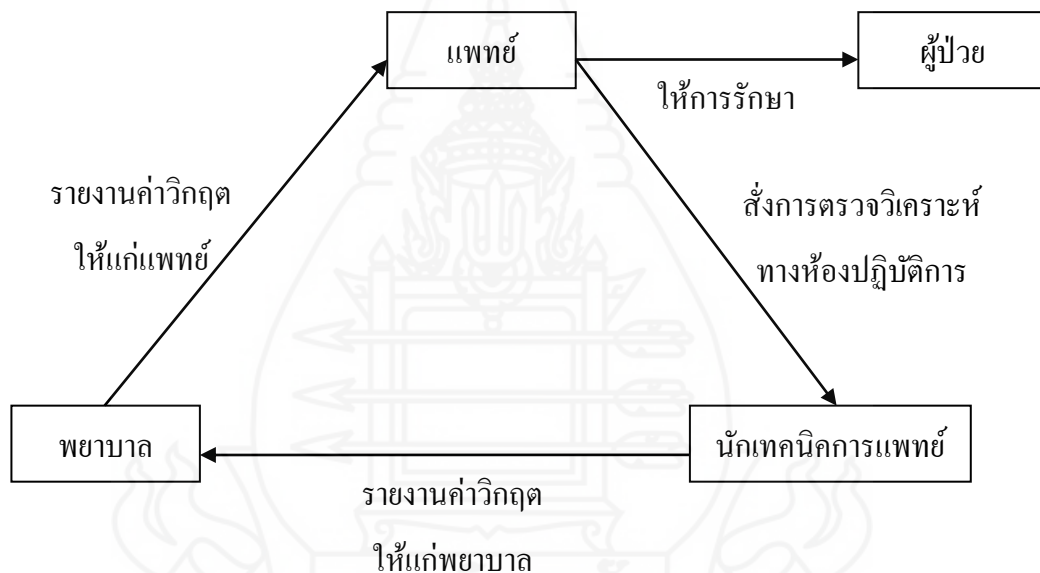 แพทย์
ผู้ป่วย
ให้การรักษา
รายงานค่าวิกฤต
ให้แก่แพทย์
สั่งการตรวจวิเคราะห์
ทางห้องปฏิบัติการ
พยาบาล
นักเทคนิคการแพทย์
รายงานค่าวิกฤต
ให้แก่พยาบาล